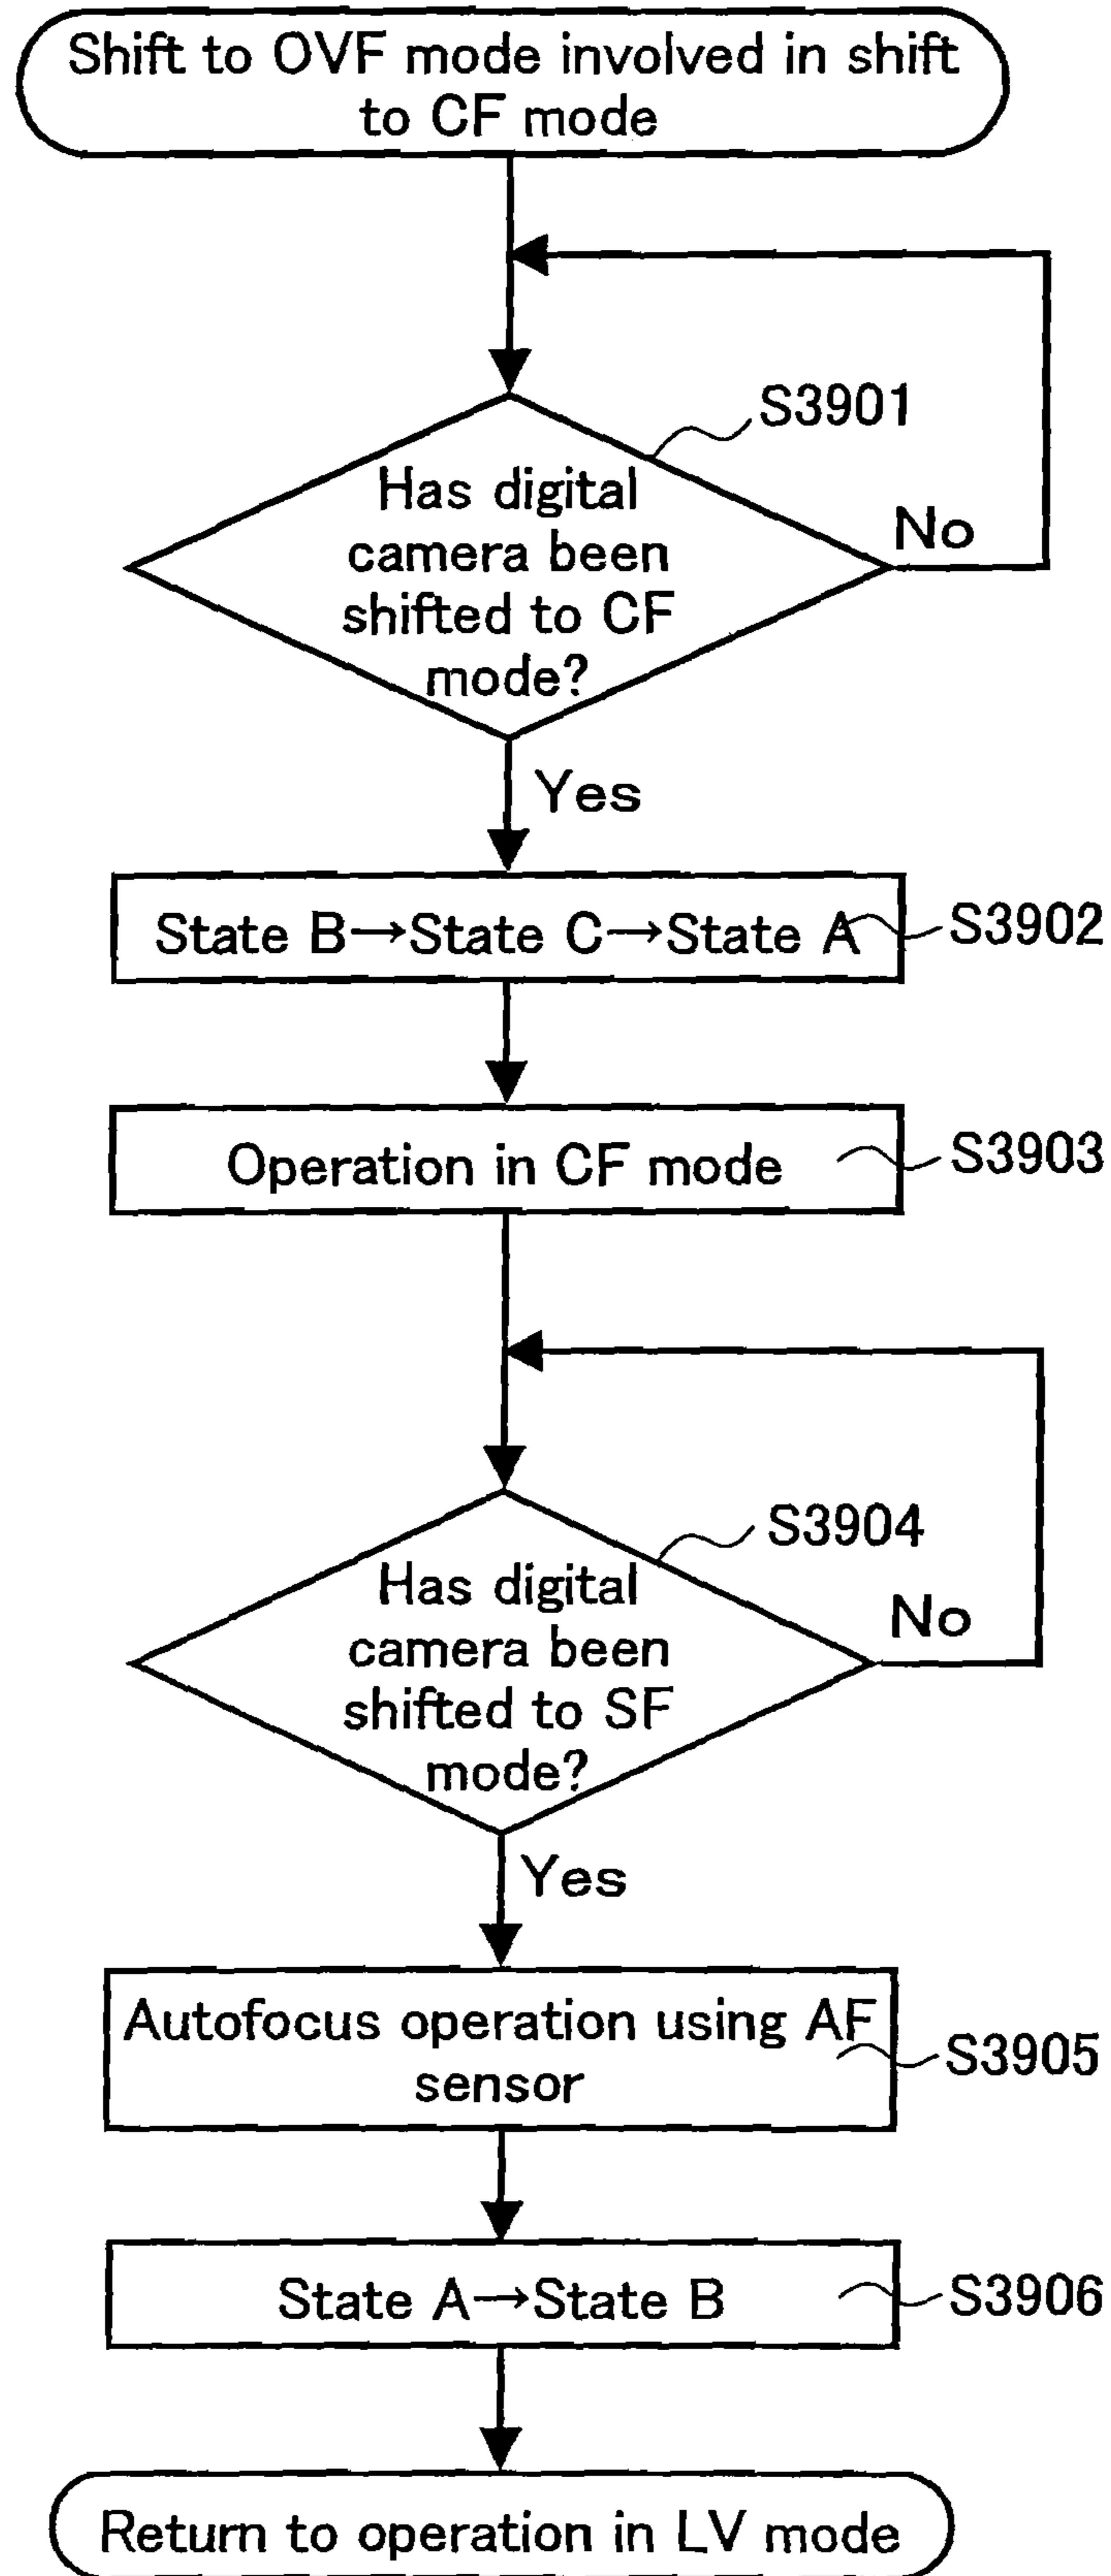 Shift to OVF mode involved in shift
to CF mode
S3901
Has digital
camera been
shifted to CF
mode?
No
Yes
State B→State C→State A
S3902
Operation in CF mode
S3903
S3904
Has digital
camera been
shifted to SF
mode?
No
Yes
Autofocus operation using AF
sensor
S3905
State A→State B
S3906
Return to operation in LV mode